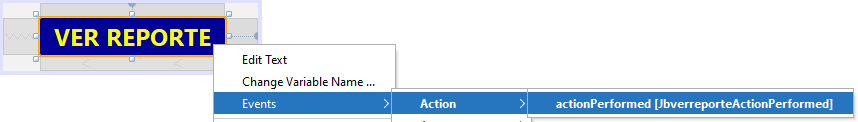 VER REPORTE
Edit Text
Change Variable Name ...
Events
Action
actionPerformed [JbverreporteActionPerformed]